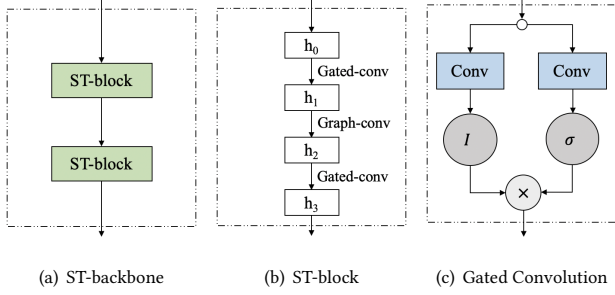 ST-block
ST-block
(a) ST-backbone
h₀
Gated-conv
h₁
Graph-conv
h₂
Gated-conv
h₃
(b) ST-block
Conv Conv
I σ
×
(c) Gated Convolution